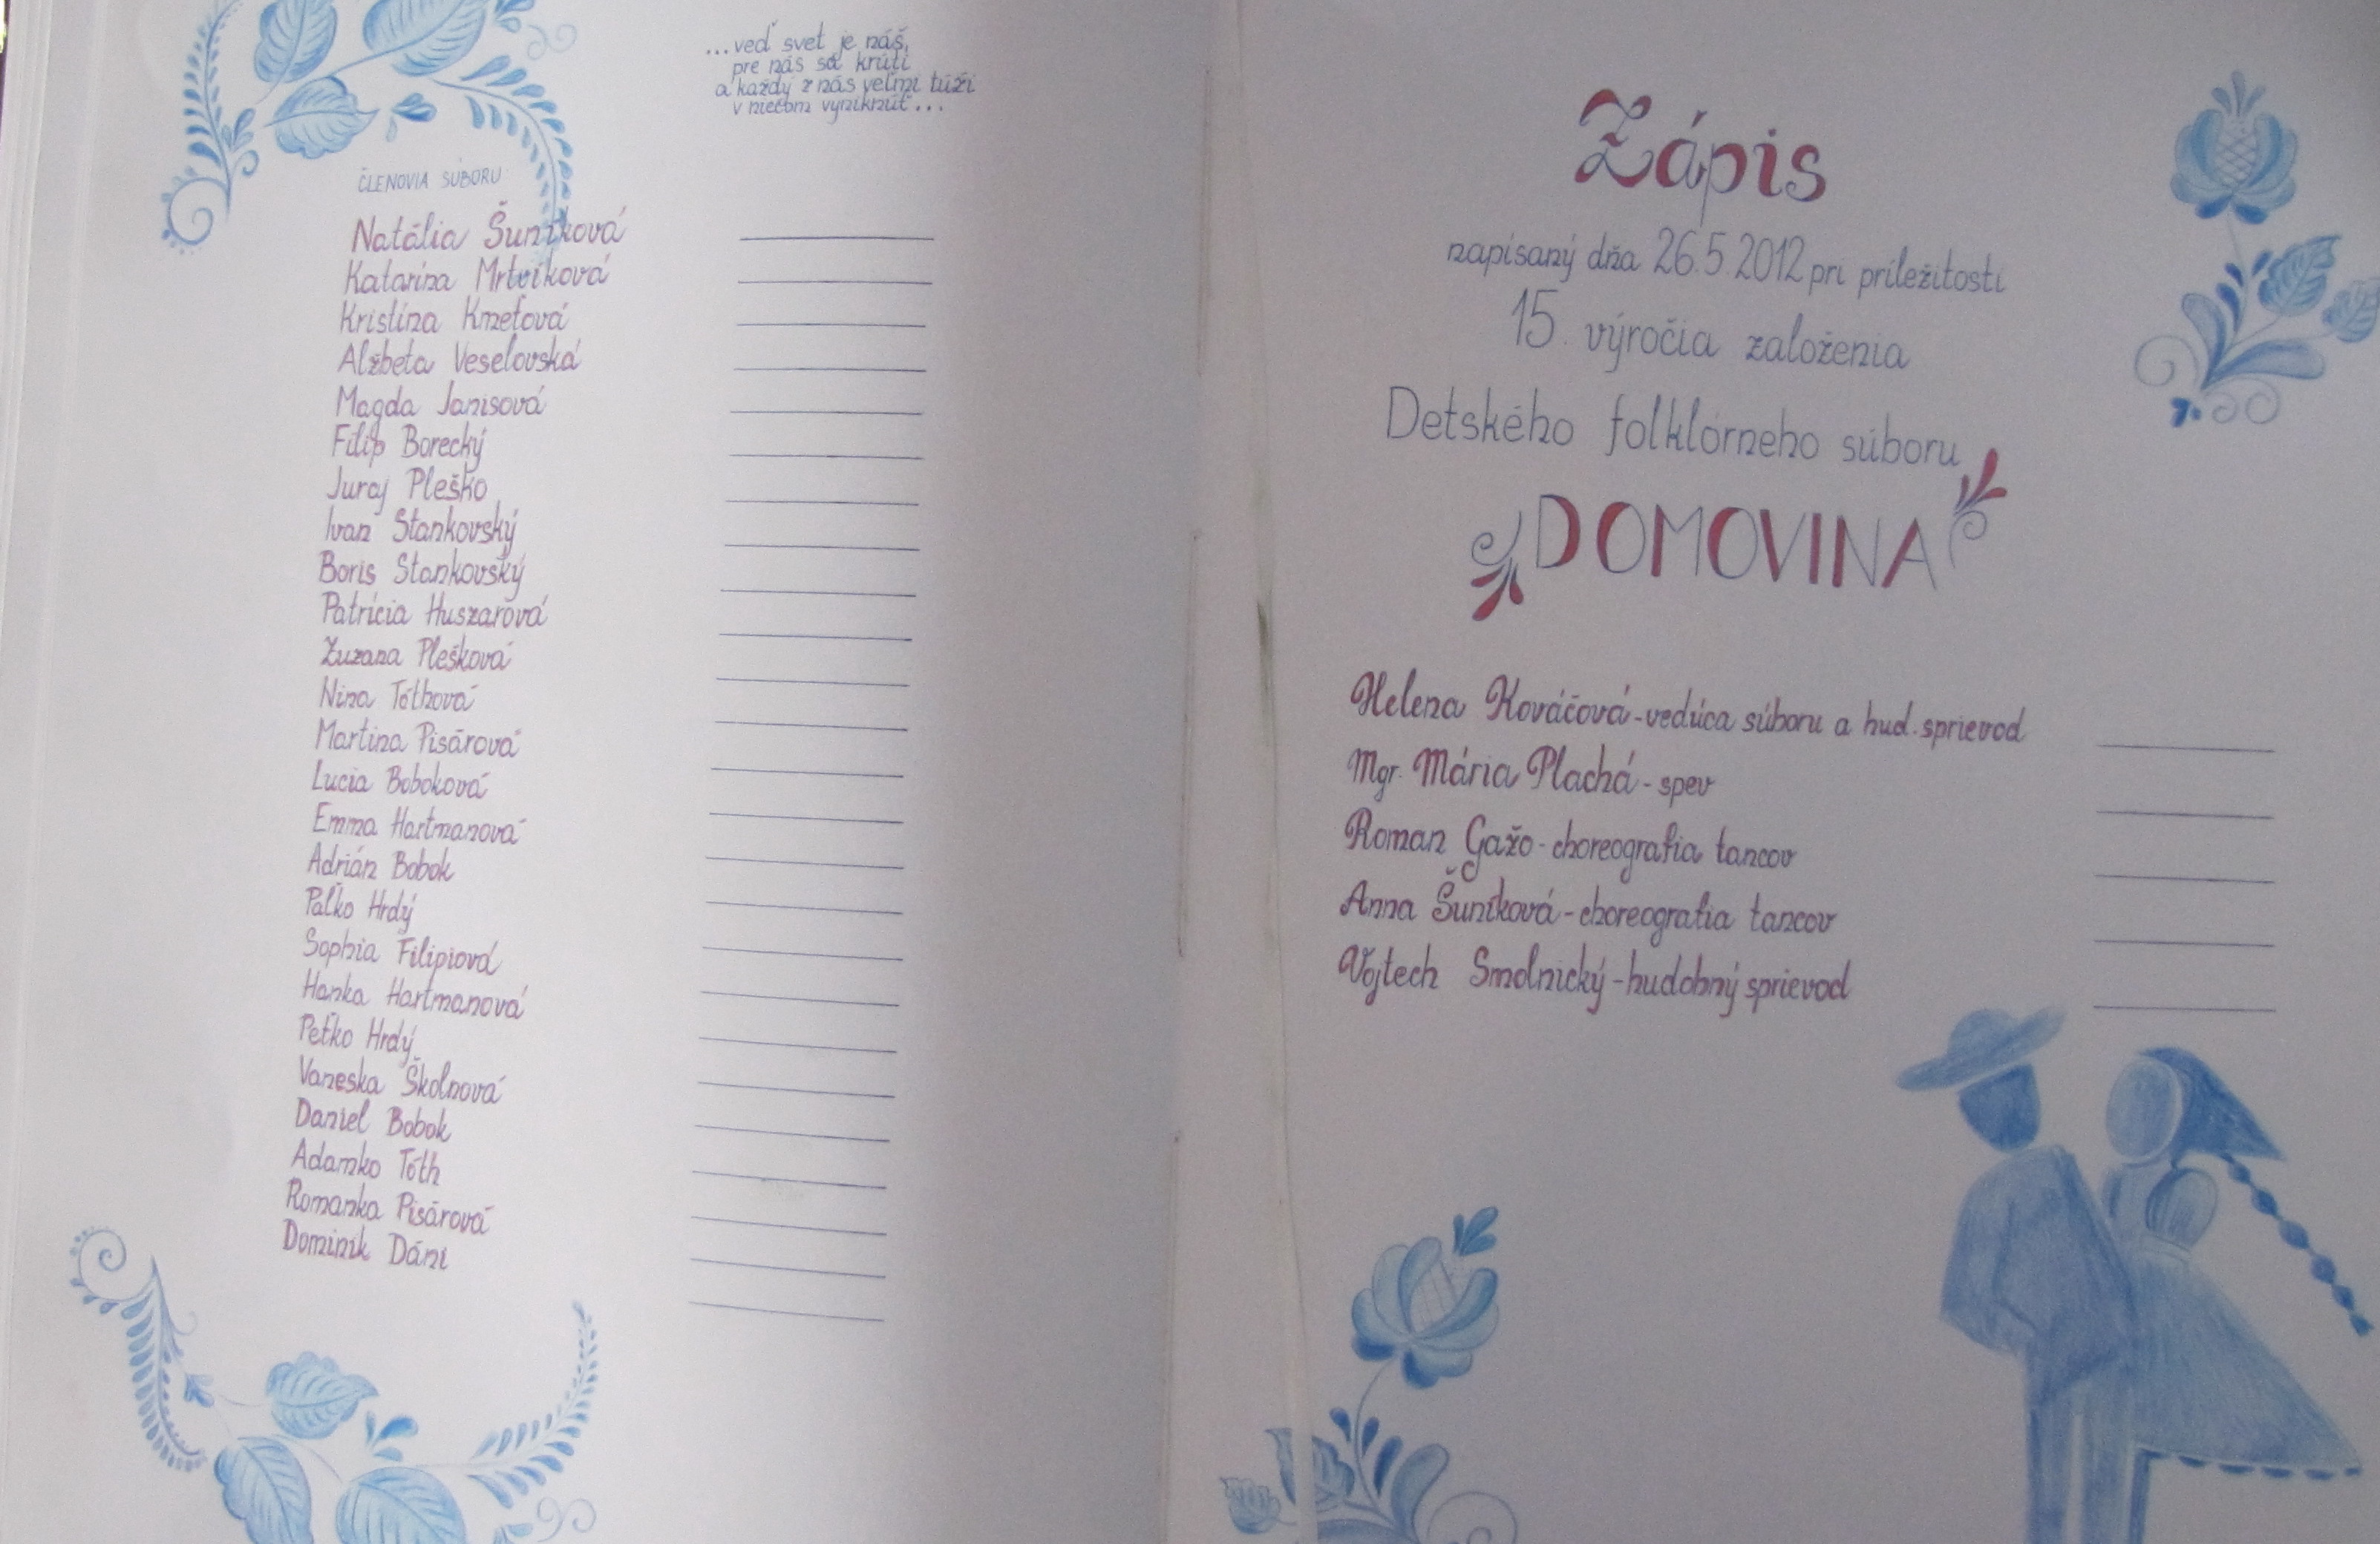 ...veď svet je náš,
pre nás sa krúti
a každý z nás veľmi túži
v niečom vyniknúť...
ČLENOVIA SÚBORU
Natália Šuníková
Katarína Mrtvíková
Kristína Kmeťová
Alžbeta Veselovská
Magda Janisová
Filip Borecký
Juraj Pleško
Ivan Stankovský
Boris Stankovský
Patrícia Huszárová
Zuzana Plešková
Nina Tóthová
Martina Pisárová
Lucia Boboková
Emma Hartmanová
Adrián Bobok
Paľko Hrdý
Sophia Filipiová
Hanka Hartmanová
Peťko Hrdý
Vaneska Školnová
Daniel Bobok
Adamko Tóth
Romanka Pisárová
Dominik Dáni
Zápis
napísaný dňa 26.5.2012 pri príležitosti
15. výročia založenia
Detského folklórneho súboru
DOMOVINA
Helena Kováčová - vedúca súboru a hud. sprievod
Mgr. Mária Plachá - spev
Roman Gažo - choreografia tancov
Anna Šuníková - choreografia tancov
Vojtech Smolnický - hudobný sprievod